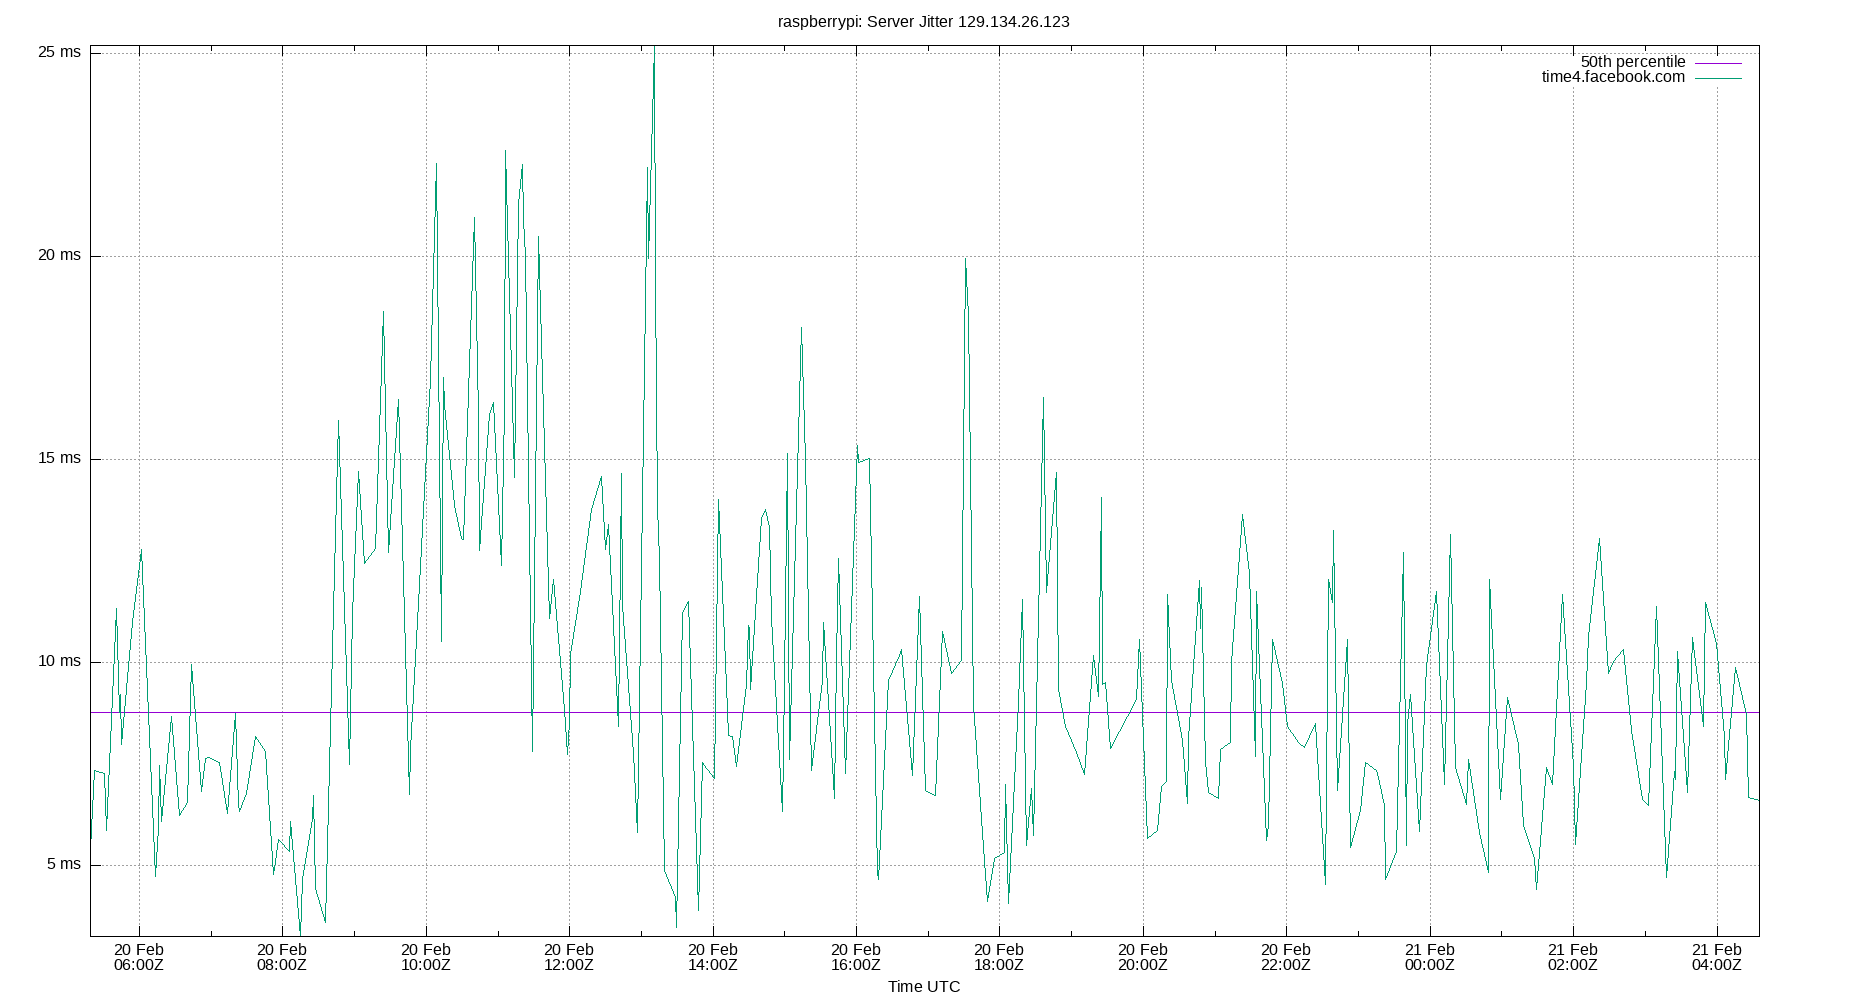 raspberrypi: Server Jitter 129.134.26.123
25 ms
50th percentile
time4.facebook.com
20 ms
15 ms
10 ms
5 ms
20 Feb 20 Feb 20 Feb 20 Feb 20 Feb 20 Feb 20 Feb 20 Feb 20 Feb 21 Feb 21 Feb 21 Feb
06:00Z 08:00Z 10:00Z 12:00Z 14:00Z 16:00Z 18:00Z 20:00Z 22:00Z 00:00Z 02:00Z 04:00Z
Time UTC